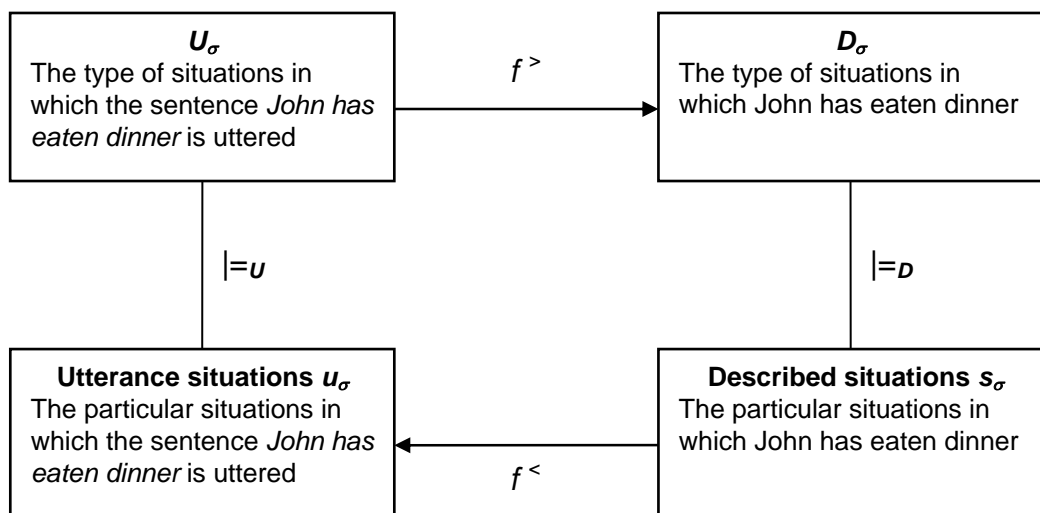 Uσ
The type of situations in
which the sentence John has
eaten dinner is uttered
f >
Dσ
The type of situations in
which John has eaten dinner
|=U
|=D
Utterance situations uσ
The particular situations in
which the sentence John has
eaten dinner is uttered
f <
Described situations sσ
The particular situations in
which John has eaten dinner